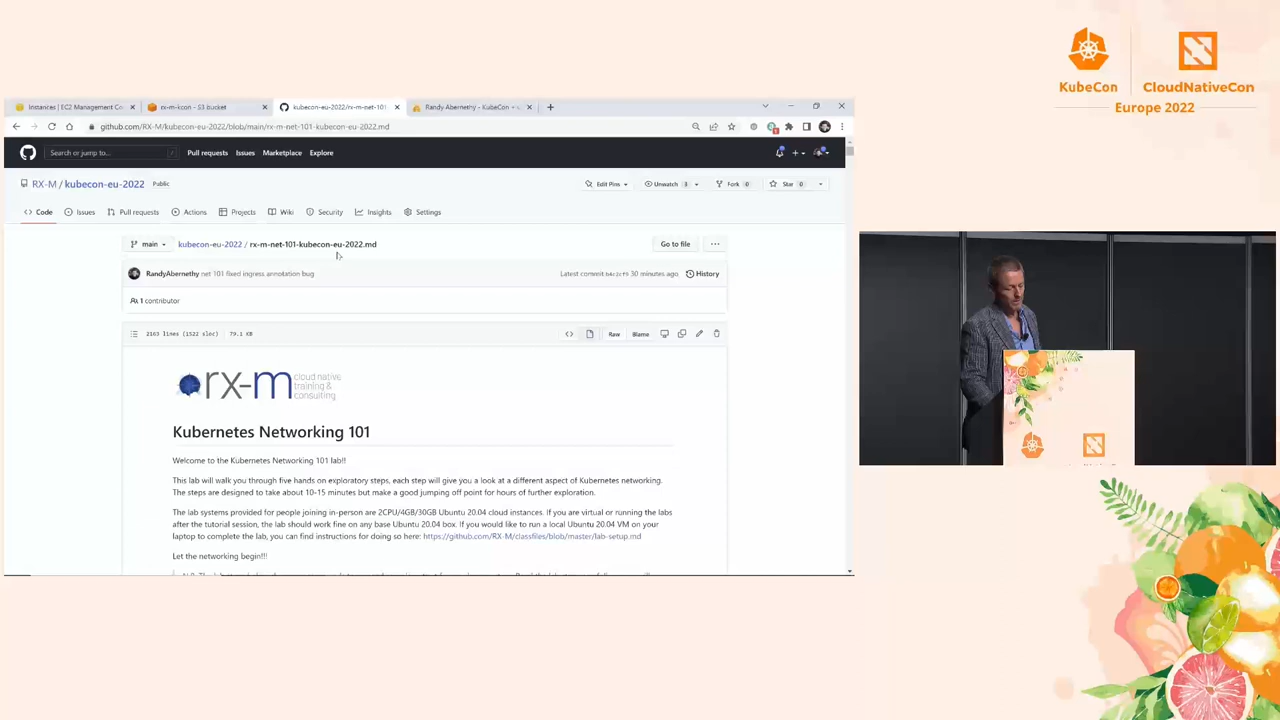 KubeCon
CloudNativeCon
Europe 2022
Instances | EC2 Management Co
rx-m-kcon - S3 bucket
kubecon-eu-2022/rx-m-net-101
Randy Abernethy - KubeCon +
github.com/RX-M/kubecon-eu-2022/blob/main/rx-m-net-101-kubecon-eu-2022.md
Search or jump to...
/
Pull requests
Issues
Marketplace
Explore
RX-M / kubecon-eu-2022
Public
Edit Pins
Unwatch 3
Fork 0
Star 0
Code
Issues
Pull requests
Actions
Projects
Wiki
Security
Insights
Settings
main
kubecon-eu-2022 / rx-m-net-101-kubecon-eu-2022.md
Go to file
...
RandyAbernethy net 101 fixed ingress annotation bug
Latest commit 30 minutes ago
History
1 contributor
2163 lines (1522 sloc)
79.1 KB
<>
Raw
Blame
rx-m
cloud native
training &
consulting
Kubernetes Networking 101
Welcome to the Kubernetes Networking 101 lab!!
This lab will walk you through five hands on exploratory steps, each step will give you a look at a different aspect of Kubernetes networking.
The steps are designed to take about 10-15 minutes but make a good jumping off point for hours of further exploration.
The lab systems provided for people joining in-person are 2CPU/4GB/30GB Ubuntu 20.04 cloud instances. If you are virtual or running the labs
after the tutorial session, the lab should work fine on any base Ubuntu 20.04 box. If you would like to run a local Ubuntu 20.04 VM on your
laptop to complete the lab, you can find instructions for doing so here: https://github.com/RX-M/classfiles/blob/master/lab-setup.md
Let the networking begin!!!